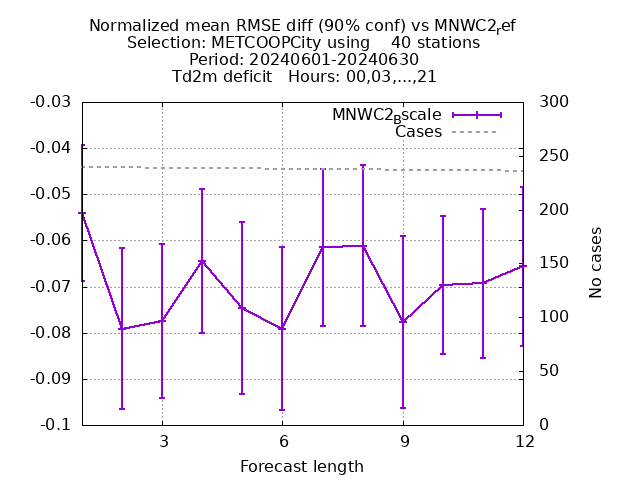 Normalized mean RMSE diff (90% conf) vs MNWC2ref
Selection: METCOOPCity using    40 stations
Period: 20240601-20240630
Td2m deficit   Hours: 00,03,...,21
MNWC2Bscale
Cases
-0.03
-0.04
-0.05
-0.06
-0.07
-0.08
-0.09
-0.1
300
250
200
150
100
50
0
No cases
3
6
9
12
Forecast length